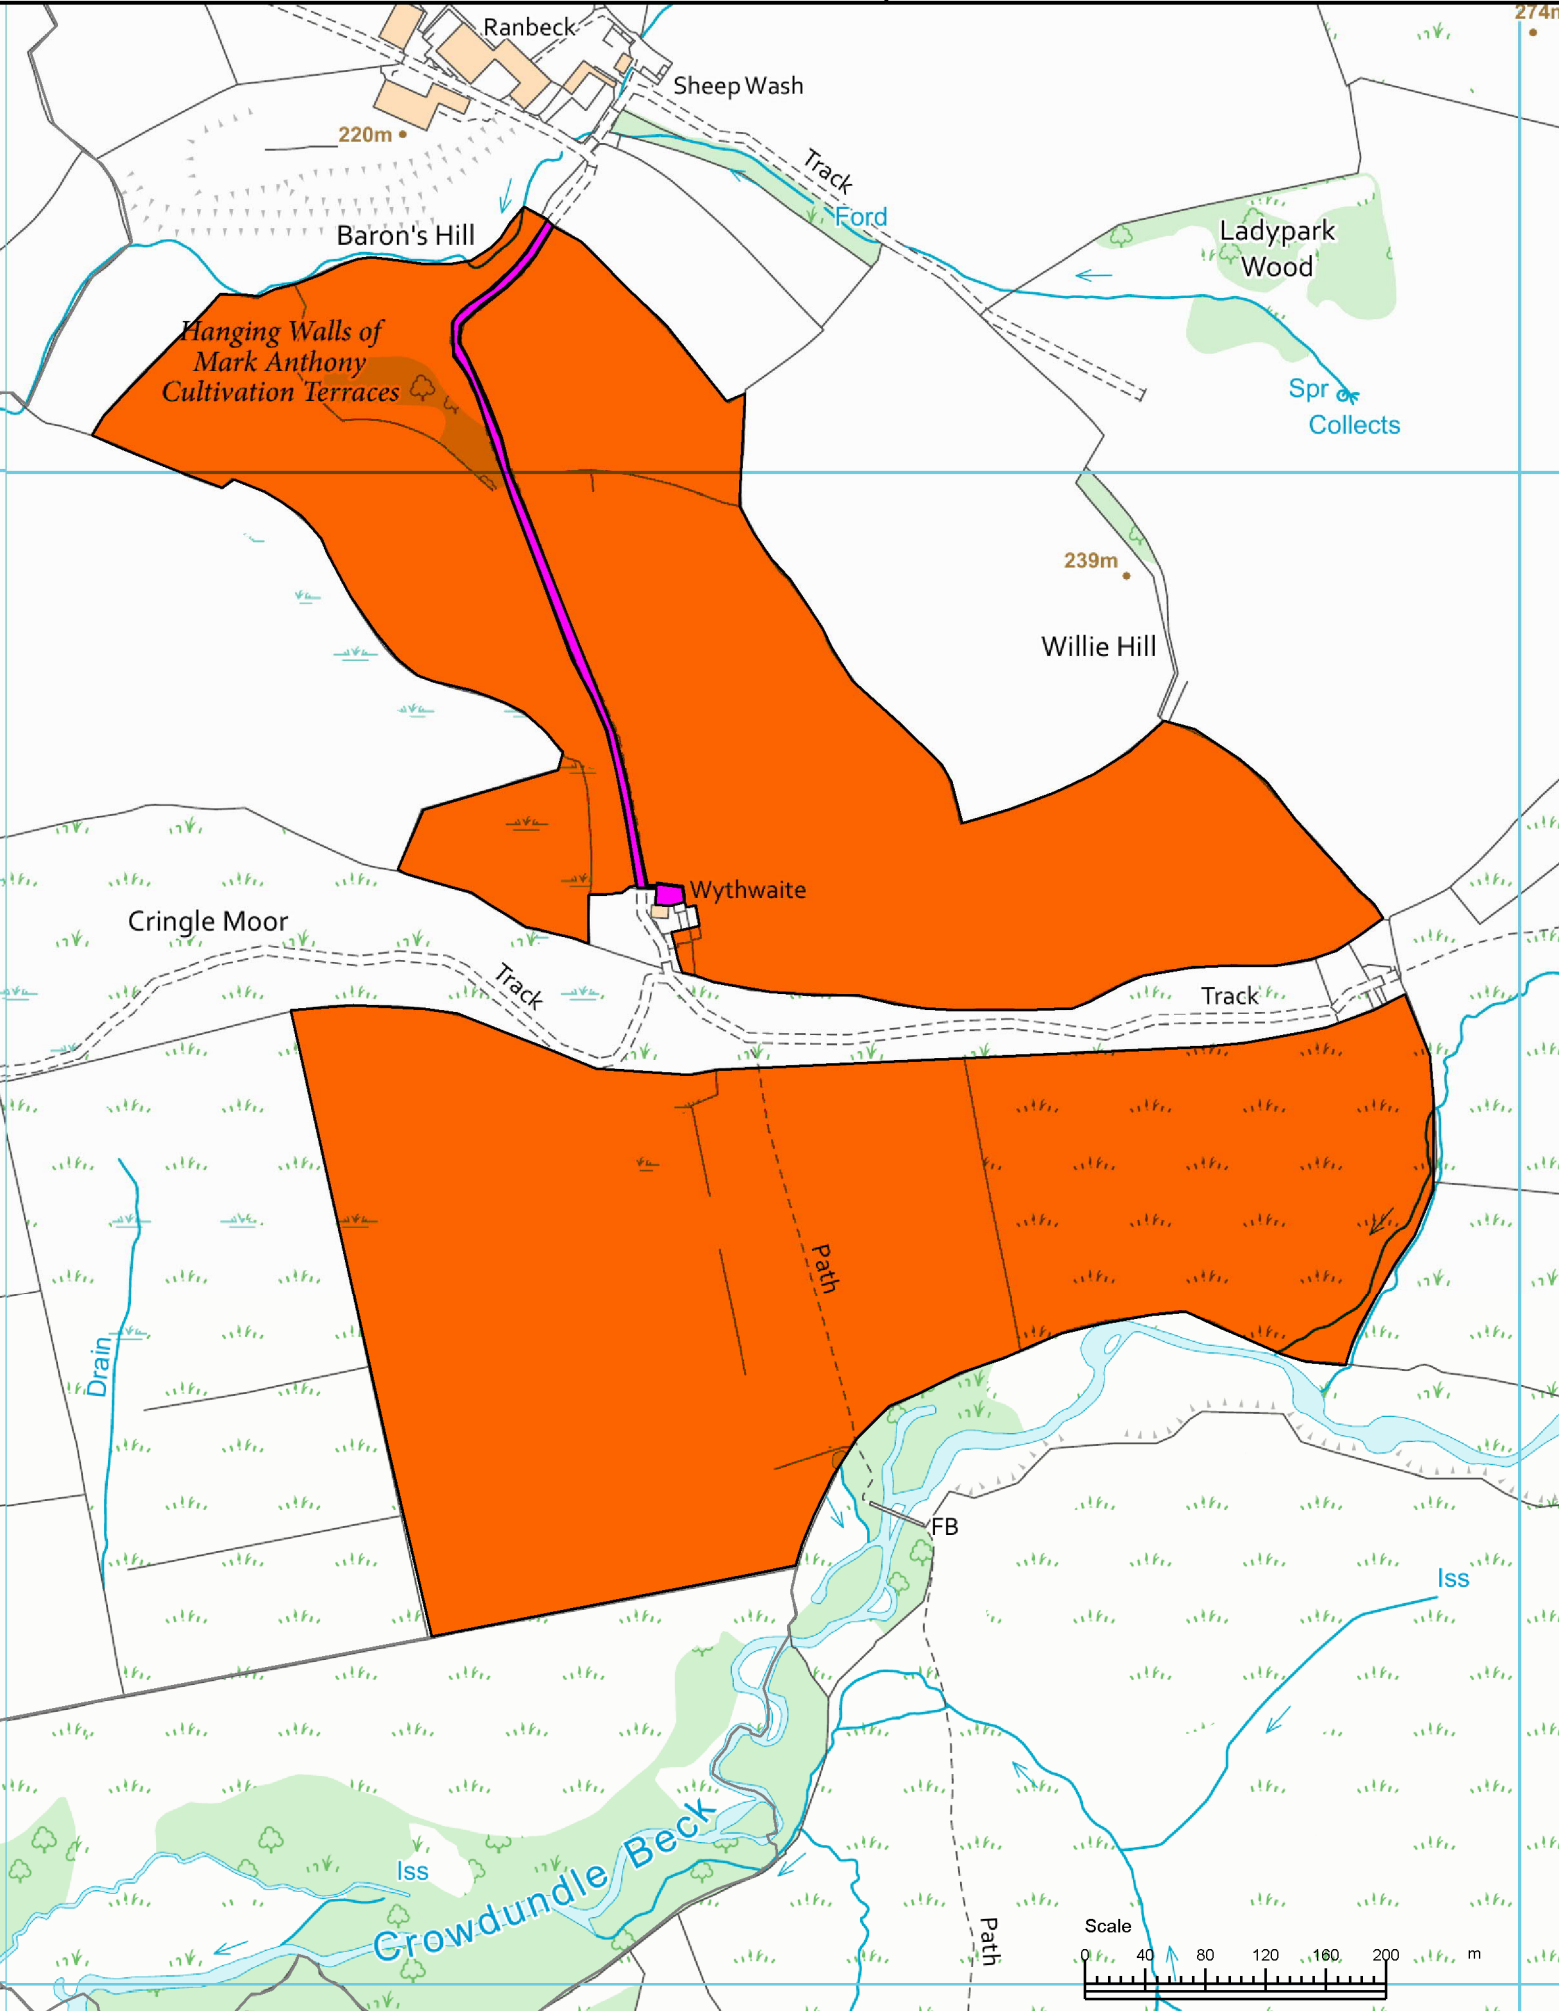 274m
Ranbeck
Sheep Wash
220m
Track
Ford
Baron's Hill
Ladypark
Wood
Hanging Walls of
Mark Anthony
Cultivation Terraces
Spr
Collects
239m
Willie Hill
Wythwaite
Cringle Moor
Track
Track
Path
Drain
FB
Iss
Iss
Crowdundle Beck
Path
Scale
0 40 80 120 160 200 m